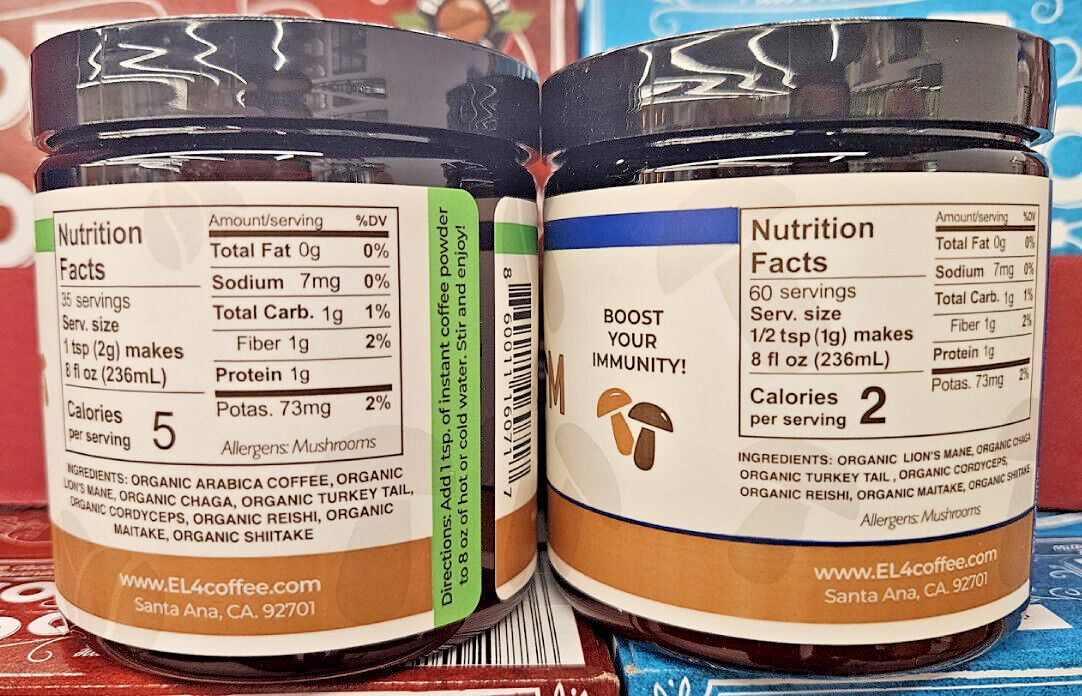 Nutrition
Facts
35 servings
Serv. size
1 tsp (2g) makes
8 fl oz (236mL)
Calories
per serving 5
Amount/serving %DV
Total Fat 0g 0%
Sodium 7mg 0%
Total Carb. 1g 1%
Fiber 1g 2%
Protein 1g
Potas. 73mg 2%
Allergens: Mushrooms
INGREDIENTS: ORGANIC ARABICA COFFEE, ORGANIC
LION'S MANE, ORGANIC CHAGA, ORGANIC TURKEY TAIL,
ORGANIC CORDYCEPS, ORGANIC REISHI, ORGANIC
MAITAKE, ORGANIC SHIITAKE
www.EL4coffee.com
Santa Ana, CA. 92701
Directions: Add 1 tsp. of instant coffee powder
to 8 oz of hot or cold water. Stir and enjoy!
8 60011 16071 7
BOOST
YOUR
IMMUNITY!
M
Nutrition
Facts
60 servings
Serv. size
1/2 tsp (1g) makes
8 fl oz (236mL)
Calories
per serving 2
Amount/serving %DV
Total Fat 0g 0%
Sodium 7mg 0%
Total Carb. 1g 1%
Fiber 1g 2%
Protein 1g
Potas. 73mg 2%
INGREDIENTS: ORGANIC LION'S MANE, ORGANIC CHAGA
ORGANIC TURKEY TAIL , ORGANIC CORDYCEPS,
ORGANIC REISHI, ORGANIC MAITAKE, ORGANIC SHIITAKE
Allergens: Mushrooms
www.EL4coffee.com
Santa Ana, CA. 92701